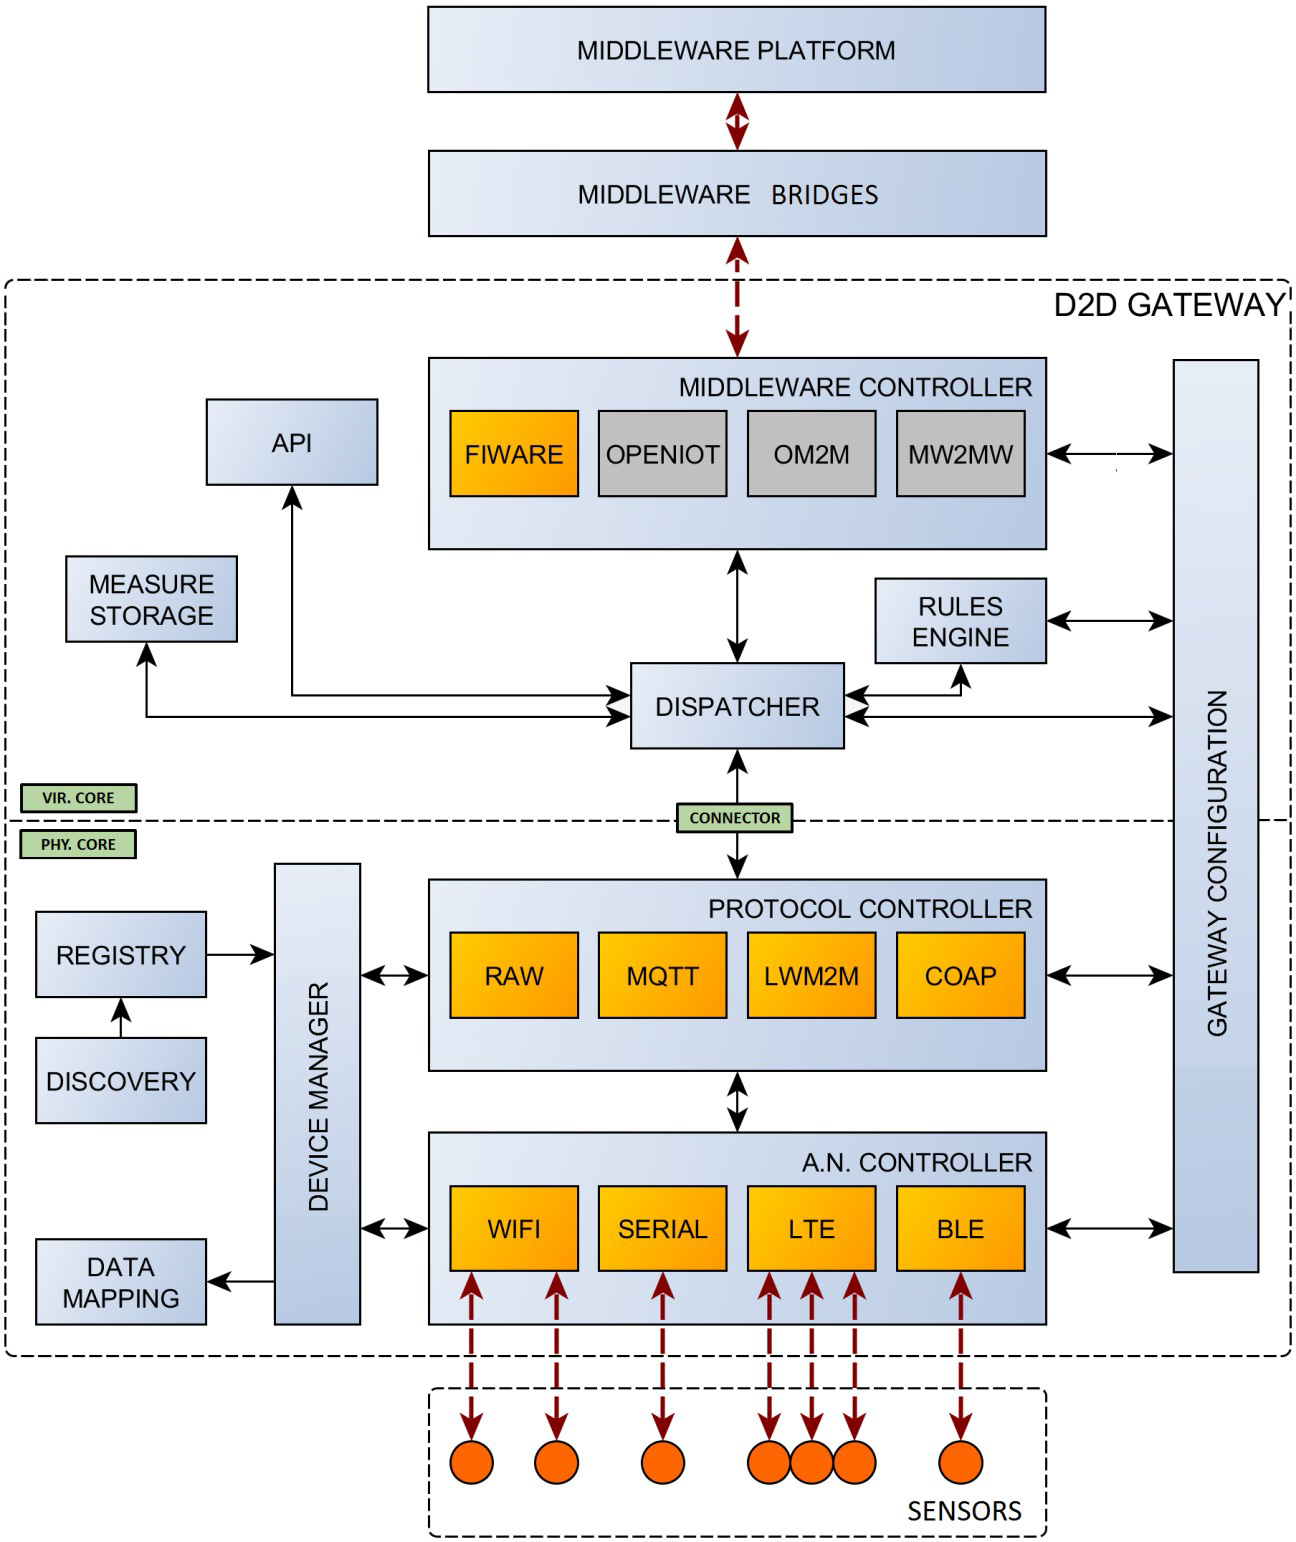 MIDDLEWARE PLATFORM
MIDDLEWARE BRIDGES
D2D GATEWAY
MIDDLEWARE CONTROLLER
FIWARE
OPENIOT
OM2M
MW2MW
API
MEASURE
STORAGE
RULES
ENGINE
DISPATCHER
GATEWAY CONFIGURATION
VIR. CORE
CONNECTOR
PHY. CORE
PROTOCOL CONTROLLER
RAW
MQTT
LWM2M
COAP
REGISTRY
DISCOVERY
DEVICE MANAGER
DATA
MAPPING
A.N. CONTROLLER
WIFI
SERIAL
LTE
BLE
SENSORS